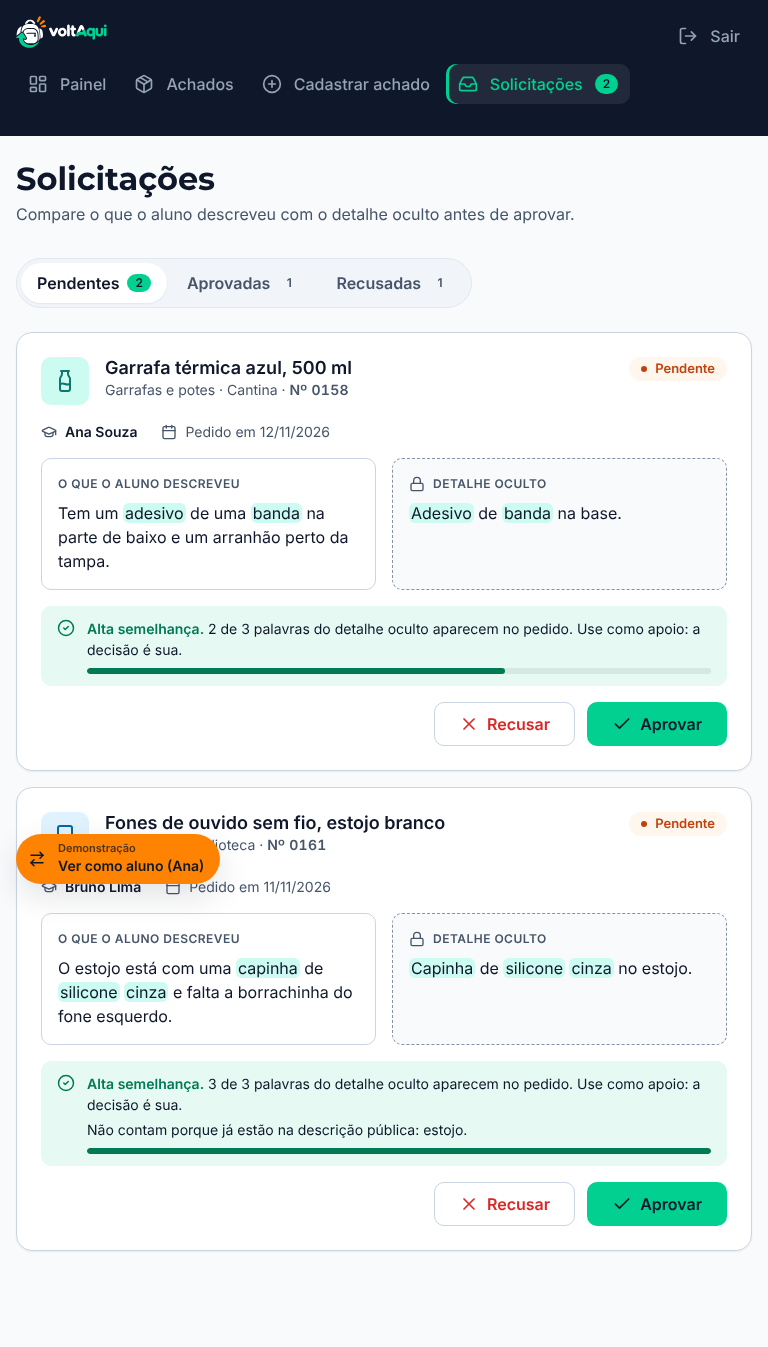 voltAqui
Sair
Painel
Achados
Cadastrar achado
Solicitações 2
Solicitações
Compare o que o aluno descreveu com o detalhe oculto antes de aprovar.
Pendentes 2
Aprovadas 1
Recusadas 1
Garrafa térmica azul, 500 ml
Pendente
Garrafas e potes · Cantina · Nº 0158
Ana Souza
Pedido em 12/11/2026
O QUE O ALUNO DESCREVEU
Tem um adesivo de uma banda na
parte de baixo e um arranhão perto da
tampa.
DETALHE OCULTO
Adesivo de banda na base.
Alta semelhança. 2 de 3 palavras do detalhe oculto aparecem no pedido. Use como apoio: a
decisão é sua.
Recusar
Aprovar
Fones de ouvido sem fio, estojo branco
Pendente
lioteca · Nº 0161
Demonstração
Ver como aluno (Ana)
Bruno Lima
Pedido em 11/11/2026
O QUE O ALUNO DESCREVEU
O estojo está com uma capinha de
silicone cinza e falta a borrachinha do
fone esquerdo.
DETALHE OCULTO
Capinha de silicone cinza no estojo.
Alta semelhança. 3 de 3 palavras do detalhe oculto aparecem no pedido. Use como apoio: a
decisão é sua.
Não contam porque já estão na descrição pública: estojo.
Recusar
Aprovar